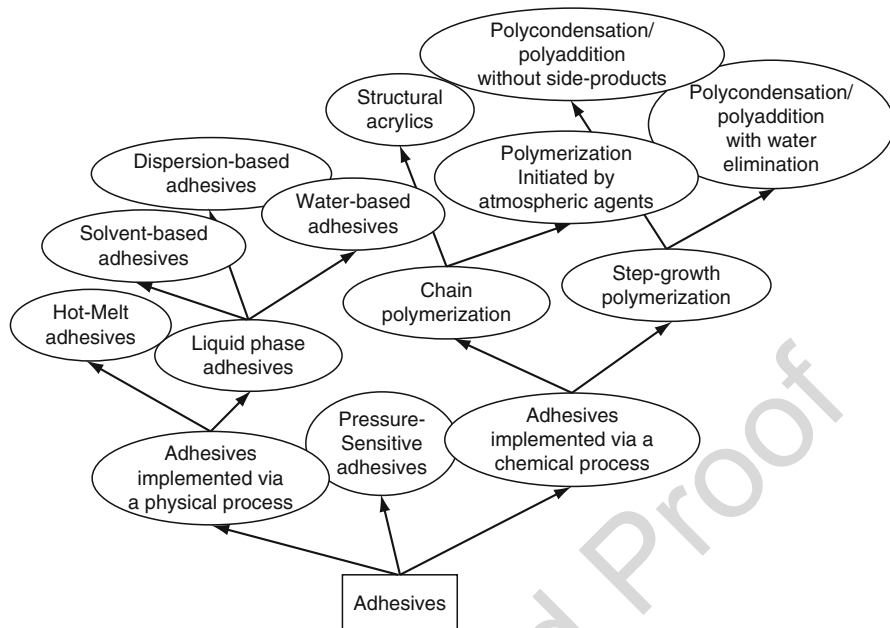 Polycondensation/
polyaddition
without side-products
Polycondensation/
polyaddition
with water
elimination
Structural
acrylics
Polymerization
Initiated by
atmospheric agents
Dispersion-based
adhesives
Water-based
adhesives
Solvent-based
adhesives
Step-growth
polymerization
Chain
polymerization
Hot-Melt
adhesives
Liquid phase
adhesives
Pressure-
Sensitive
adhesives
Adhesives
implemented via a
chemical process
Adhesives
implemented via
a physical process
Adhesives
d Proof